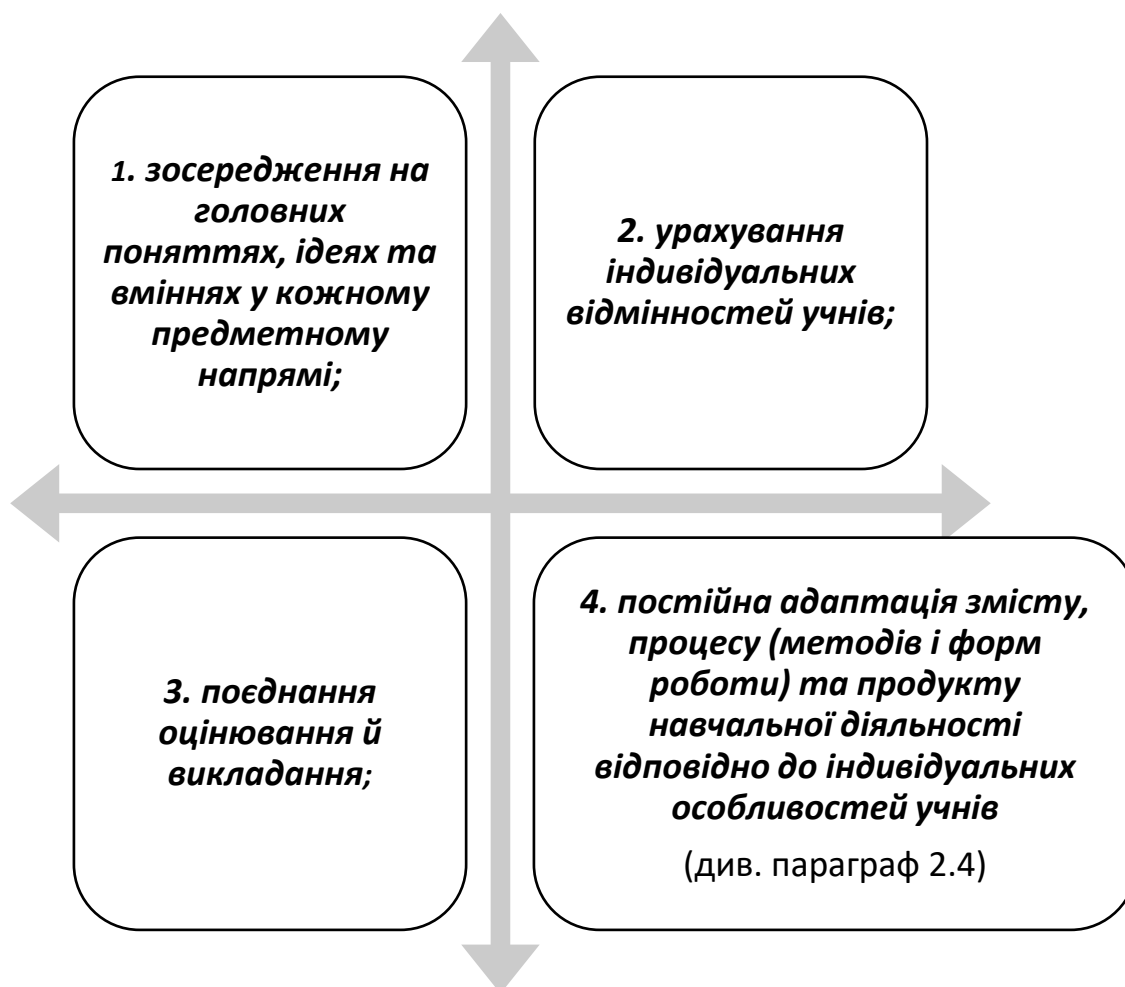 1. зосередження на
головних
поняттях, ідеях та
вміннях у кожному
предметному
напрямі;
2. урахування
індивідуальних
відмінностей учнів;
3. поєднання
оцінювання й
викладання;
4. постійна адаптація змісту,
процесу (методів і форм
роботи) та продукту
навчальної діяльності
відповідно до індивідуальних
особливостей учнів
(див. параграф 2.4)